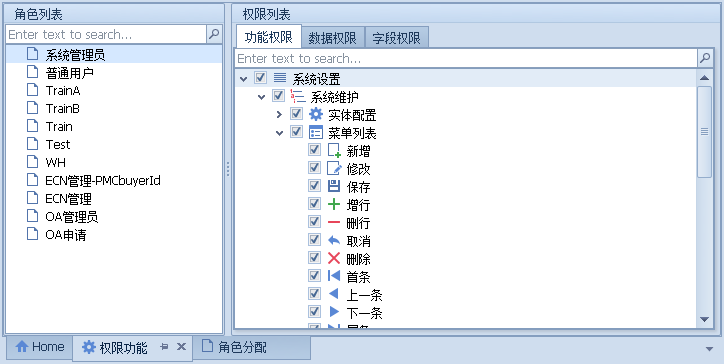 角色列表
Enter text to search...
系统管理员
普通用户
TrainA
TrainB
Train
Test
WH
ECN管理-PMCbuyerId
ECN管理
OA管理员
OA申请
权限列表
功能权限 数据权限 字段权限
Enter text to search...
系统设置
系统维护
实体配置
菜单列表
新增
修改
保存
增行
删行
取消
删除
首条
上一条
下一条
Home 权限功能 角色分配